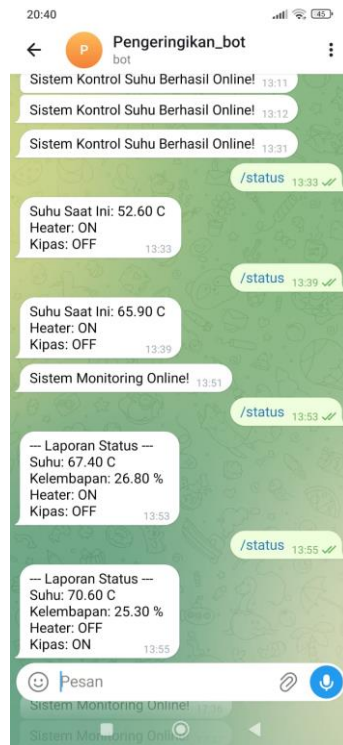 20:40
45
P
Pengeringikan_bot
bot
Sistem Kontrol Suhu Berhasil Online! 13:11
Sistem Kontrol Suhu Berhasil Online! 13:12
Sistem Kontrol Suhu Berhasil Online! 13:31
/status 13:33
Suhu Saat Ini: 52.60 C
Heater: ON
Kipas: OFF 13:33
/status 13:39
Suhu Saat Ini: 65.90 C
Heater: ON
Kipas: OFF 13:39
Sistem Monitoring Online! 13:51
/status 13:53
--- Laporan Status ---
Suhu: 67.40 C
Kelembapan: 26.80 %
Heater: ON
Kipas: OFF 13:53
/status 13:55
--- Laporan Status ---
Suhu: 70.60 C
Kelembapan: 25.30 %
Heater: OFF
Kipas: ON 13:55
Pesan
Sistem Monitoring Online!
Sistem Monitoring Online!